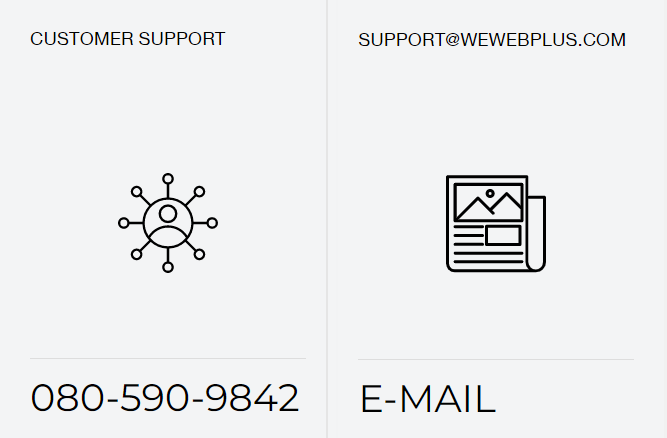 CUSTOMER SUPPORT
080-590-9842
SUPPORT@WEWEBPLUS.COM
E-MAIL